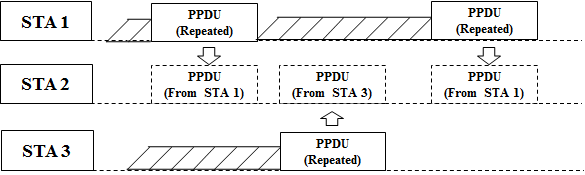 STA 1
PPDU
(Repeated)
PPDU
(Repeated)
STA 2
PPDU
(From STA 1)
PPDU
(From STA 3)
PPDU
(From STA 1)
STA 3
PPDU
(Repeated)